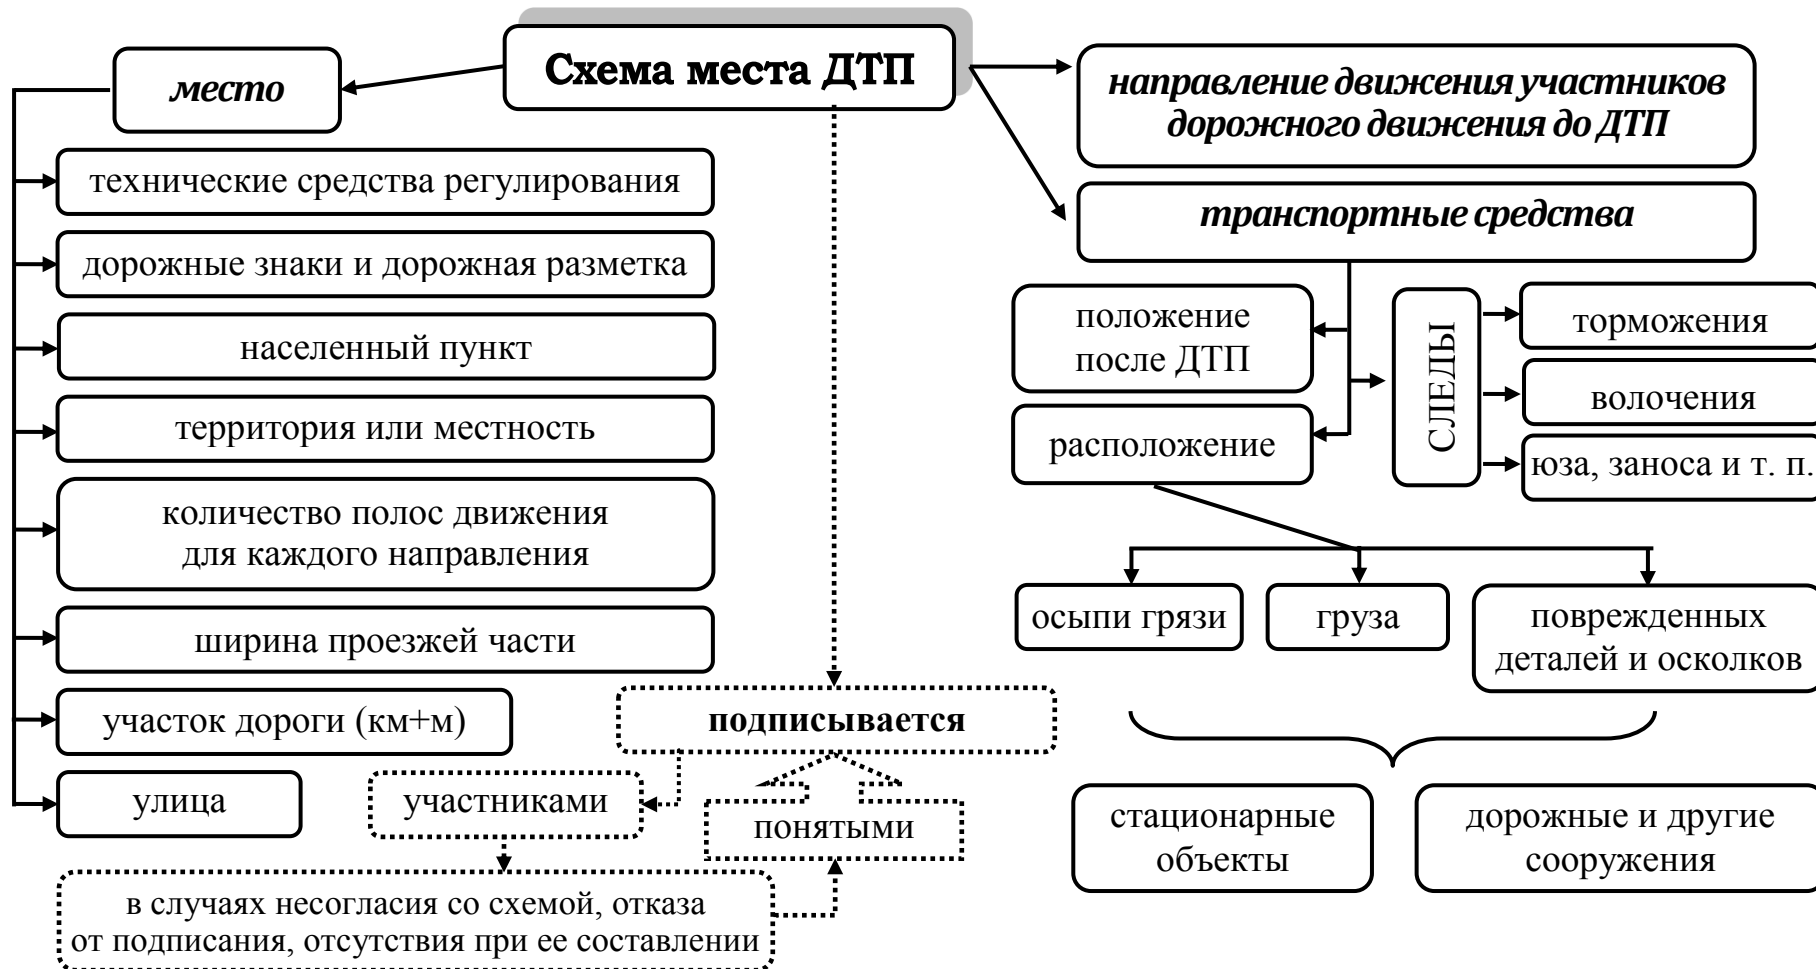 Схема места ДТП
место
технические средства регулирования
дорожные знаки и дорожная разметка
населенный пункт
территория или местность
количество полос движения
для каждого направления
ширина проезжей части
участок дороги (км+м)
улица
подписывается
участниками
понятыми
в случаях несогласия со схемой, отказа
от подписания, отсутствия при ее составлении
направление движения участников
дорожного движения до ДТП
транспортные средства
положение
после ДТП
расположение
СЛЕДЫ
торможения
волочения
юза, заноса и т. п.
осыпи грязи
груза
поврежденных
деталей и осколков
стационарные
объекты
дорожные и другие
сооружения